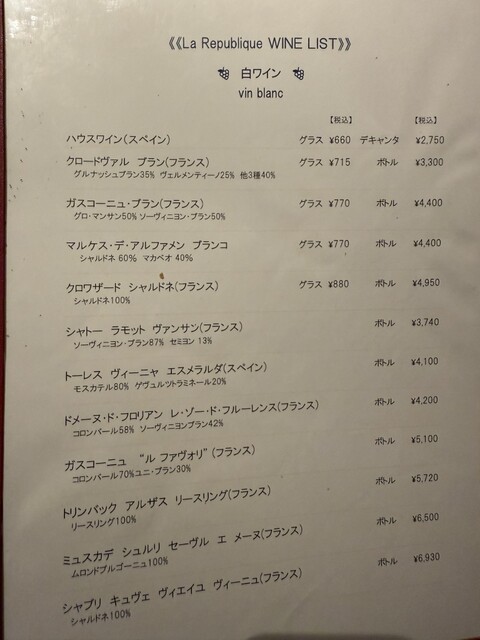 《《La Republique WINE LIST》》
白ワイン
vin blanc
【税込】 【税込】
ハウスワイン(スペイン) グラス ¥660 デキャンタ ¥2,750
クロードヴァル ブラン(フランス) グラス ¥715 ボトル ¥3,300
グルナッシュブラン35% ヴェルメンティーノ25% 他3種40%
ガスコーニュ・ブラン(フランス) グラス ¥770 ボトル ¥4,400
グロ・マンサン50% ソーヴィニヨン・ブラン50%
マルケス・デ・アルファメン ブランコ グラス ¥770 ボトル ¥4,400
シャルドネ 60% マカベオ 40%
クロワザード シャルドネ(フランス) グラス ¥880 ボトル ¥4,950
シャルドネ100%
シャトー ラモット ヴァンサン(フランス) ボトル ¥3,740
ソーヴィニヨン・ブラン87% セミヨン 13%
トーレス ヴィーニャ エスメラルダ(スペイン) ボトル ¥4,100
モスカテル80% ゲヴュルツトラミネール20%
ドメーヌ・ド・フロリアン レ・ゾー・ド・フルーレンス(フランス) ボトル ¥4,200
コロンバール58% ソーヴィニヨンブラン42%
ガスコーニュ “ル ファヴォリ”(フランス) ボトル ¥5,100
コロンバール70%ユニ・ブラン30%
トリンバック アルザス リースリング(フランス) ボトル ¥5,720
リースリング100%
ミュスカデ シュルリ セーヴル エ メーヌ(フランス) ボトル ¥6,500
ムロンドブルゴーニュ100%
シャブリ キュヴェ ヴィエイユ ヴィーニュ(フランス) ボトル ¥6,930
シャルドネ100%